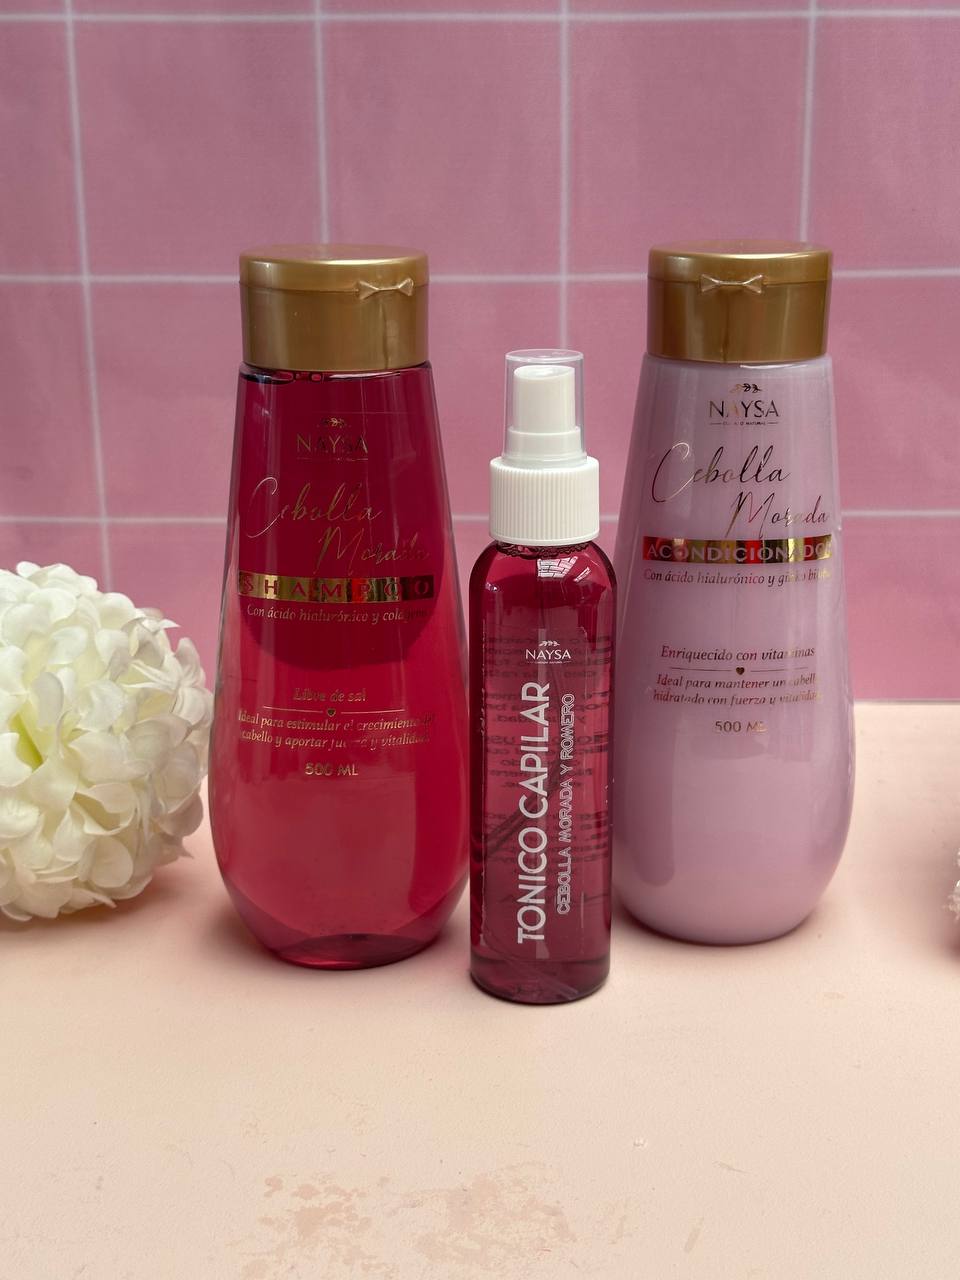 NAYSA
Cebolla
Morada
SHAMPOO
Con ácido hialurónico y colágeno
Libre de sal
Ideal para estimular el crecimiento del
cabello y aportar fuerza y vitalidad
500 ML
NAYSA
TONICO CAPILAR
CEBOLLA MORADA Y ROMERO
NAYSA
CUIDADO NATURAL
Cebolla
Morada
ACONDICIONADOR
Con ácido hialurónico y
Enriquecido con vitaminas
Ideal para mantener un cabello
hidratado con fuerza y vitalidad
500 ML